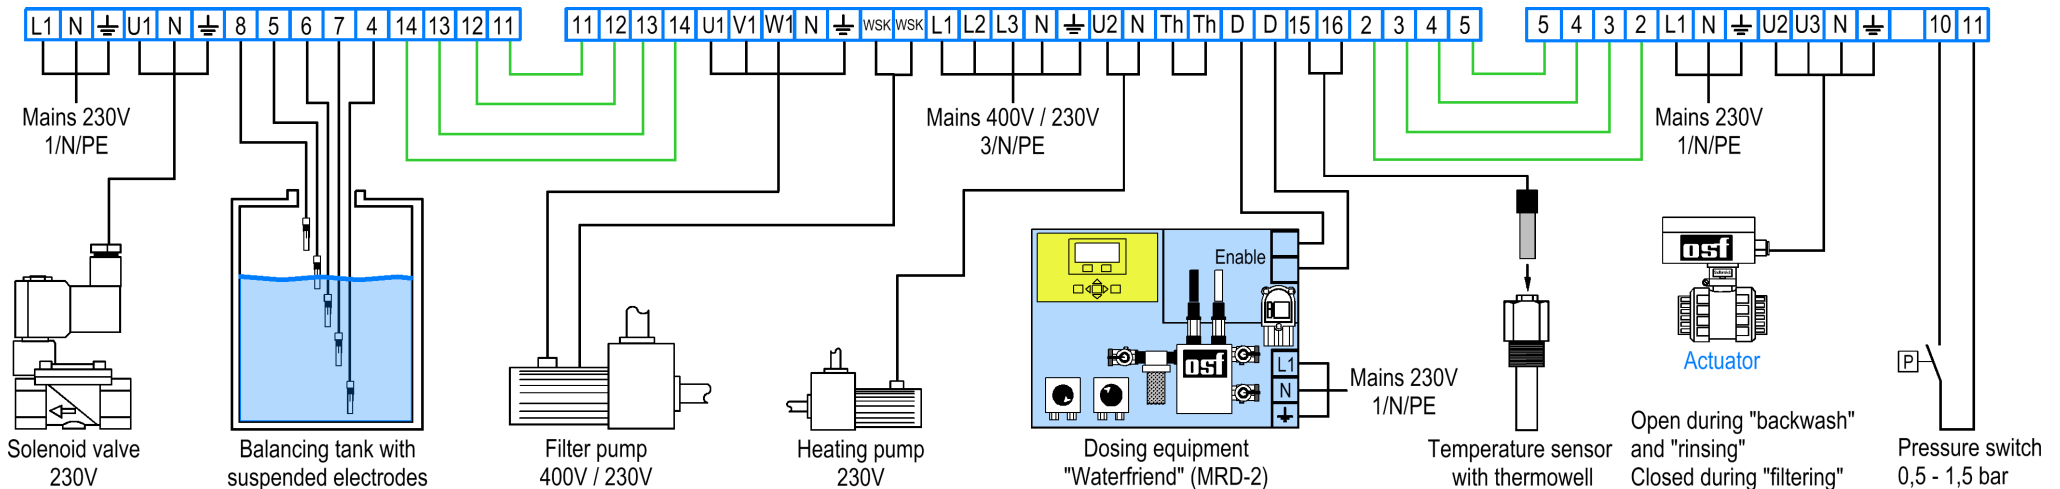 L1 N U1 N 8 5 6 7 4 14 13 12 11
11 12 13 14 U1 V1 W1 N WSK WSK L1 L2 L3 N U2 N Th Th D D 15 16 2 3 4 5
5 4 3 2 L1 N U2 U3 N 10 11
Mains 230V
1/N/PE
Mains 400V / 230V
3/N/PE
Mains 230V
1/N/PE
Enable
osf
osf
L1
N
Mains 230V
1/N/PE
P
Actuator
Solenoid valve
230V
Balancing tank with
suspended electrodes
Filter pump
400V / 230V
Heating pump
230V
Dosing equipment
"Waterfriend" (MRD-2)
Temperature sensor
with thermowell
Open during "backwash"
and "rinsing"
Closed during "filtering"
Pressure switch
0,5 - 1,5 bar